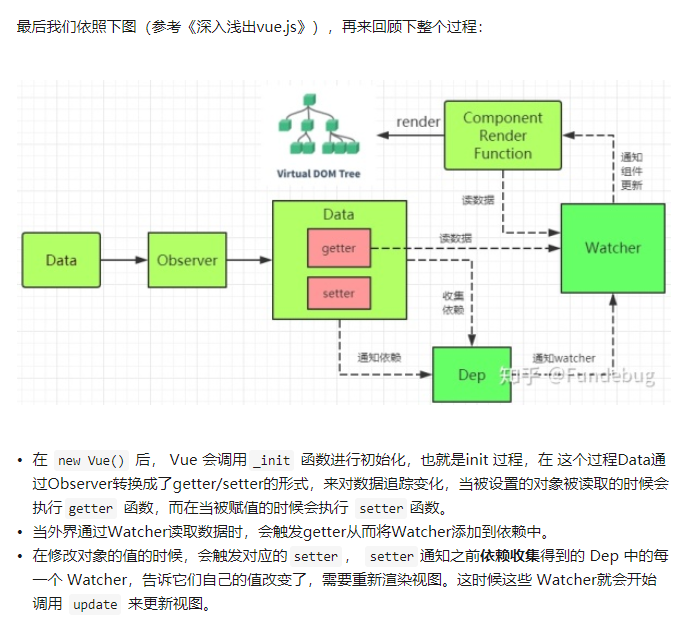 最后我们依照下图（参考《深入浅出vue.js》），再来回顾下整个过程：
render
Component
Render
Function
Virtual DOM Tree
通知
组件
更新
读数据
Data
getter
setter
读数据
Watcher
Data
Observer
收集
依赖
通知依赖
Dep
通知watcher
知乎 @Fundebug
• 在 new Vue() 后， Vue 会调用 _init 函数进行初始化，也就是init 过程，在 这个过程Data通
过Observer转换成了getter/setter的形式，来对数据追踪变化，当被设置的对象被读取的时候会
执行 getter 函数，而在当被赋值的时候会执行 setter 函数。
• 当外界通过Watcher读取数据时，会触发getter从而将Watcher添加到依赖中。
• 在修改对象的值的时候，会触发对应的 setter ， setter 通知之前依赖收集得到的 Dep 中的每
一个 Watcher，告诉它们自己的值改变了，需要重新渲染视图。这时候这些 Watcher就会开始
调用 update 来更新视图。